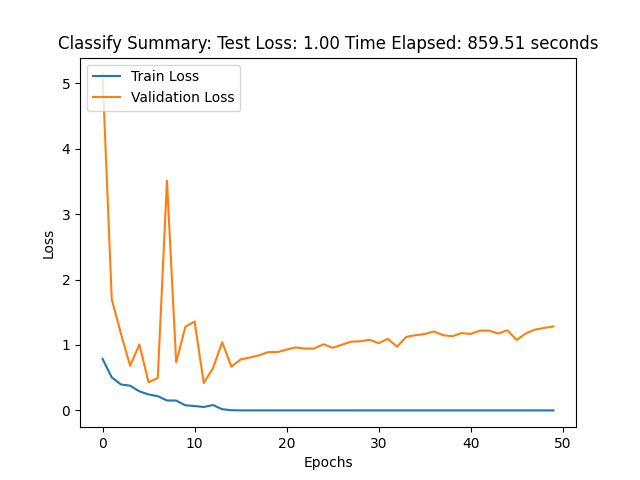 Classify Summary: Test Loss: 1.00 Time Elapsed: 859.51 seconds
Train Loss
Validation Loss
5
4
3
2
1
0
Loss
0 10 20 30 40 50
Epochs